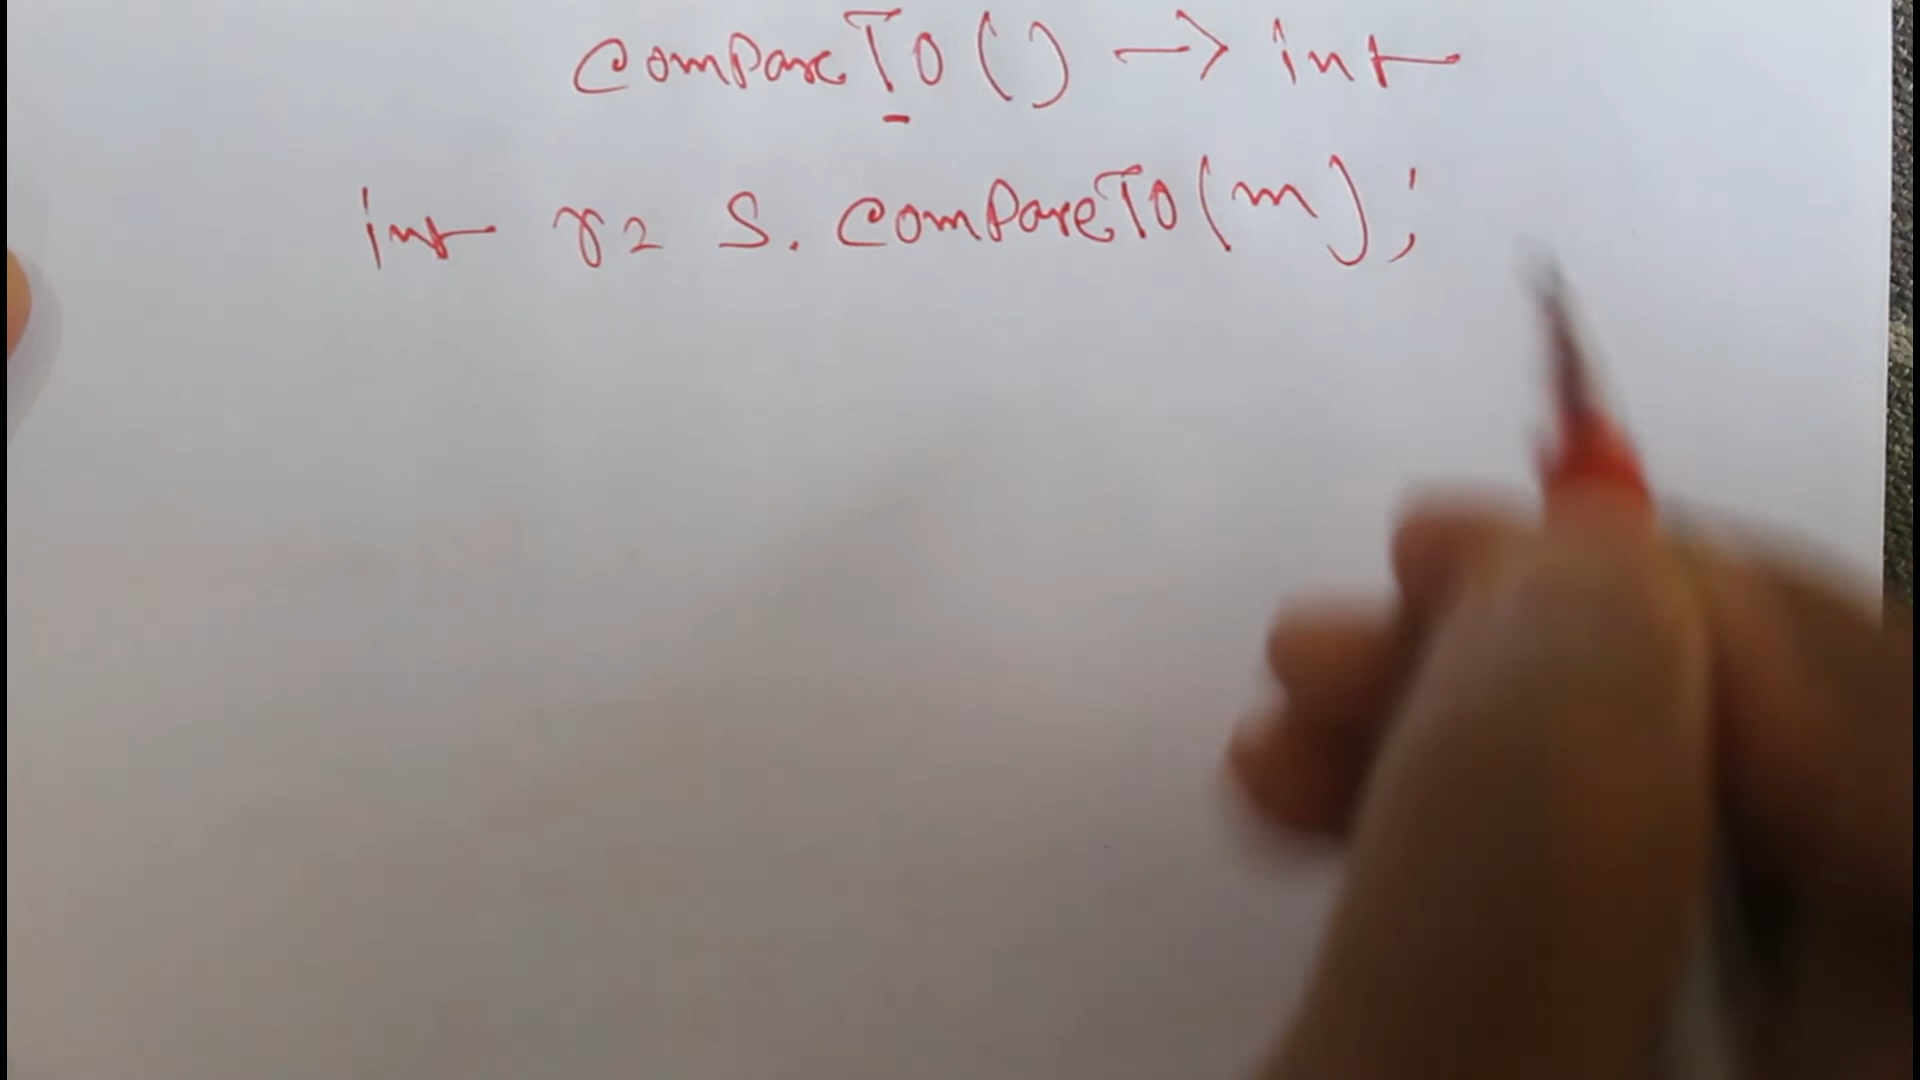 compareTo() → int
int r = s.compareTo(m);